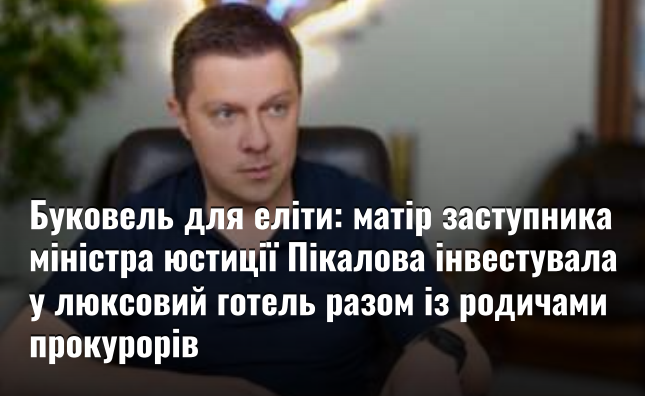 Буковель для еліти: матір заступника
міністра юстиції Пікалова інвестувала
у люксовий готель разом із родичами
прокурорів